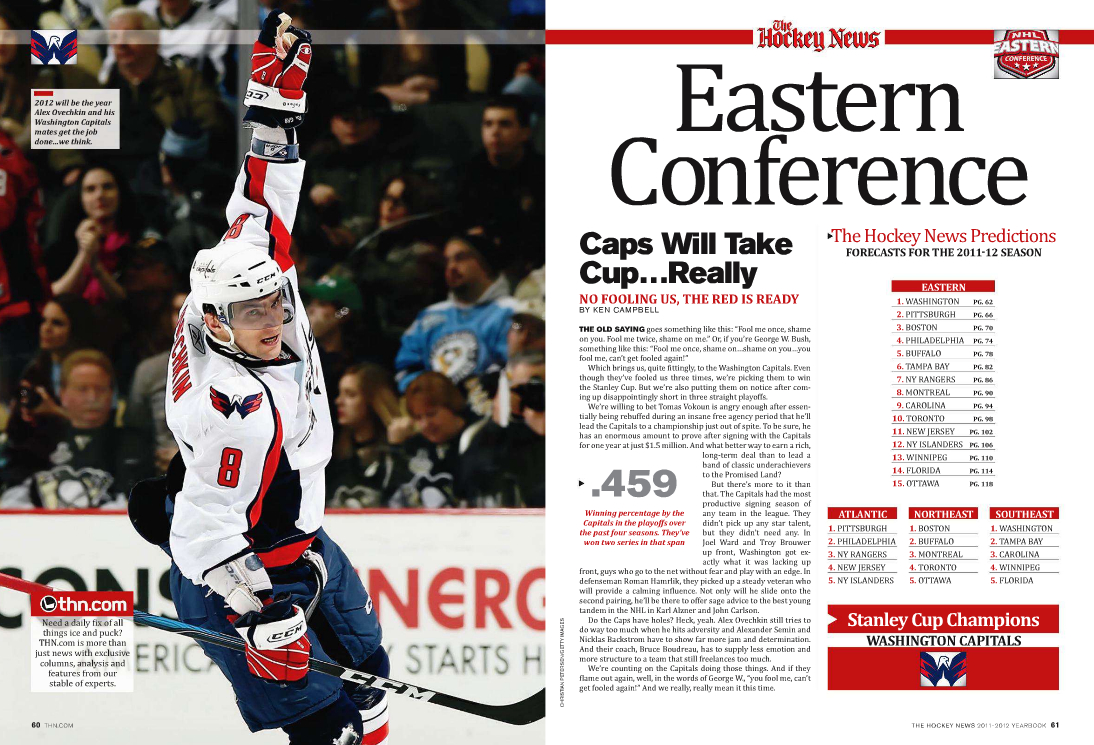 2012 will be the year
Alex Ovechkin and his
Washington Capitals
mates get the job
done...we think.
8
capitals
CCM
8
CCM
CCM
STARTS H
thn.com
Need a daily fix of all
things ice and puck?
THN.com is more than
just news with exclusive
columns, analysis and
features from our
stable of experts.
60 THN.COM
The Hockey News
NHL
EASTERN
CONFERENCE
Eastern
Conference
Caps Will Take
Cup...Really
NO FOOLING US, THE RED IS READY
BY KEN CAMPBELL
THE OLD SAYING goes something like this: “Fool me once, shame
on you. Fool me twice, shame on me.” Or, if you’re George W. Bush,
something like this: “Fool me once, shame on...shame on you...you
fool me, can’t get fooled again!”
Which brings us, quite fittingly, to the Washington Capitals. Even
though they’ve fooled us three times, we’re picking them to win
the Stanley Cup. But we’re also putting them on notice after com-
ing up disappointingly short in three straight playoffs.
We’re willing to bet Tomas Vokoun is angry enough after essen-
tially being rebuffed during an insane free agency period that he’ll
lead the Capitals to a championship just out of spite. To be sure, he
has an enormous amount to prove after signing with the Capitals
for one year at just $1.5 million. And what better way to earn a rich,
long-term deal than to lead a
band of classic underachievers
to the Promised Land?
But there’s more to it than
that. The Capitals had the most
productive signing season of
any team in the league. They
didn’t pick up any star talent,
but they didn’t need any. In
Joel Ward and Troy Brouwer
up front, Washington got ex-
actly what it was lacking up
front, guys who go to the net without fear and play with an edge. In
defenseman Roman Hamrlik, they picked up a steady veteran who
will provide a calming influence. Not only will he slide onto the
second pairing, he’ll be there to offer sage advice to the best young
tandem in the NHL in Karl Alzner and John Carlson.
Do the Caps have holes? Heck, yeah. Alex Ovechkin still tries to
do way too much when he hits adversity and Alexander Semin and
Nicklas Backstrom have to show far more jam and determination.
And their coach, Bruce Boudreau, has to supply less emotion and
more structure to a team that still freelances too much.
We’re counting on the Capitals doing those things. And if they
flame out again, well, in the words of George W., “you fool me, can’t
get fooled again!” And we really, really mean it this time.
.459
Winning percentage by the
Capitals in the playoffs over
the past four seasons. They’ve
won two series in that span
CHRISTIAN PETERSEN/GETTY IMAGES
The Hockey News Predictions
FORECASTS FOR THE 2011-12 SEASON
EASTERN
1. WASHINGTON PG. 62
2. PITTSBURGH PG. 66
3. BOSTON PG. 70
4. PHILADELPHIA PG. 74
5. BUFFALO PG. 78
6. TAMPA BAY PG. 82
7. NY RANGERS PG. 86
8. MONTREAL PG. 90
9. CAROLINA PG. 94
10. TORONTO PG. 98
11. NEW JERSEY PG. 102
12. NY ISLANDERS PG. 106
13. WINNIPEG PG. 110
14. FLORIDA PG. 114
15. OTTAWA PG. 118
ATLANTIC
1. PITTSBURGH
2. PHILADELPHIA
3. NY RANGERS
4. NEW JERSEY
5. NY ISLANDERS
NORTHEAST
1. BOSTON
2. BUFFALO
3. MONTREAL
4. TORONTO
5. OTTAWA
SOUTHEAST
1. WASHINGTON
2. TAMPA BAY
3. CAROLINA
4. WINNIPEG
5. FLORIDA
Stanley Cup Champions
WASHINGTON CAPITALS
THE HOCKEY NEWS 2011-2012 YEARBOOK 61